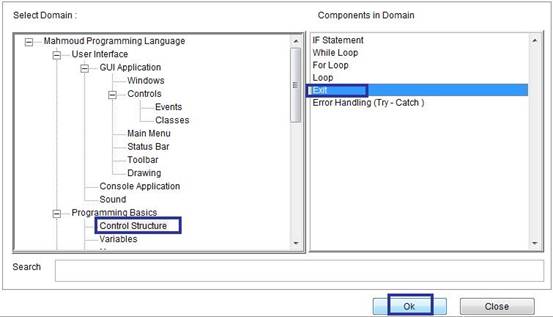 Select Domain :
Components in Domain
Mahmoud Programming Language
User Interface
GUI Application
Windows
Controls
Events
Classes
Main Menu
Status Bar
Toolbar
Drawing
Console Application
Sound
Programming Basics
Control Structure
Variables
IF Statement
While Loop
For Loop
Loop
Exit
Error Handling (Try - Catch )
Search
Ok
Close